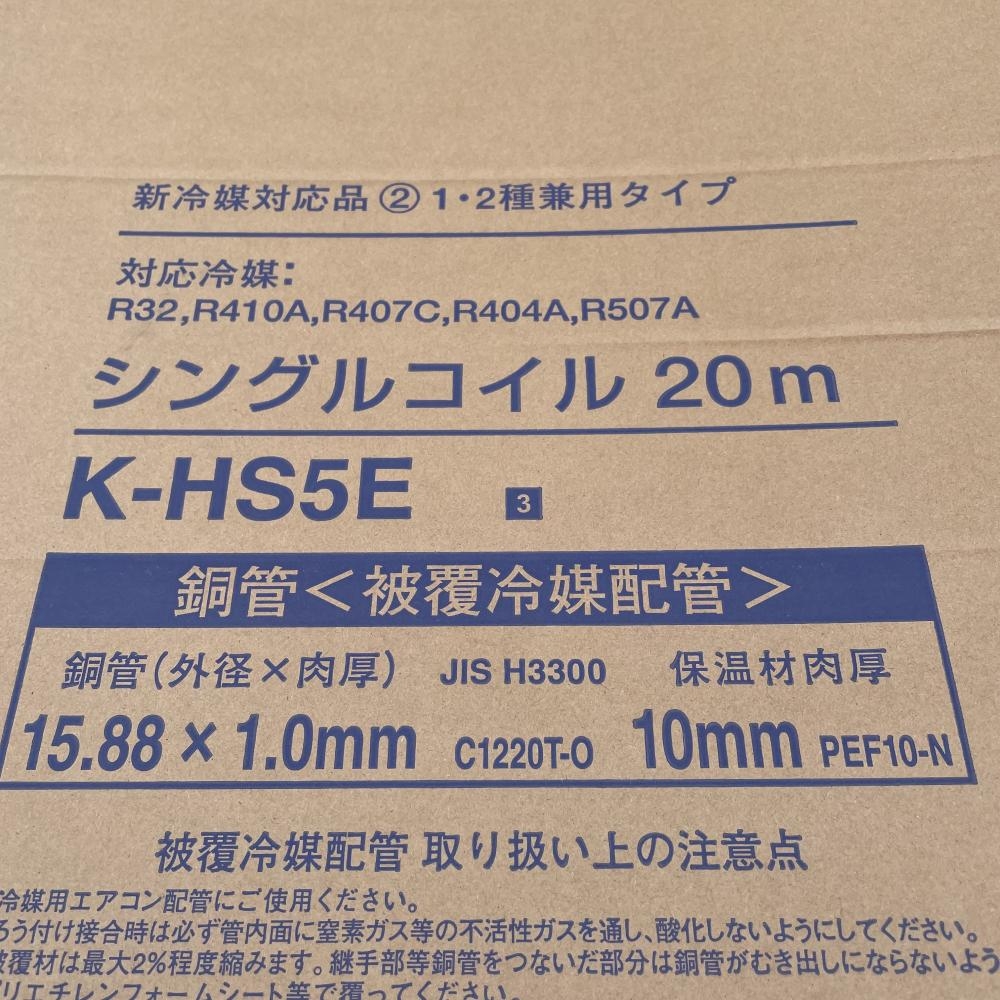 新冷媒対応品②1・2種兼用タイプ
対応冷媒：
R32,R410A,R407C,R404A,R507A
シングルコイル 20m
K-HS5E 3
銅管＜被覆冷媒配管＞
銅管(外径×肉厚) JIS H3300 保温材肉厚
15.88×1.0mm C1220T-O 10mm PEF10-N
被覆冷媒配管 取り扱い上の注意点
冷媒用エアコン配管にご使用ください。
ろう付け接合時は必ず管内面に窒素ガス等の不活性ガスを通し、酸化しないようにしてください。
被覆材は最大2%程度縮みます。継手部等銅管をつないだ部分は銅管がむき出しにならないよう
リエチレンフォームシート等で覆ってください。